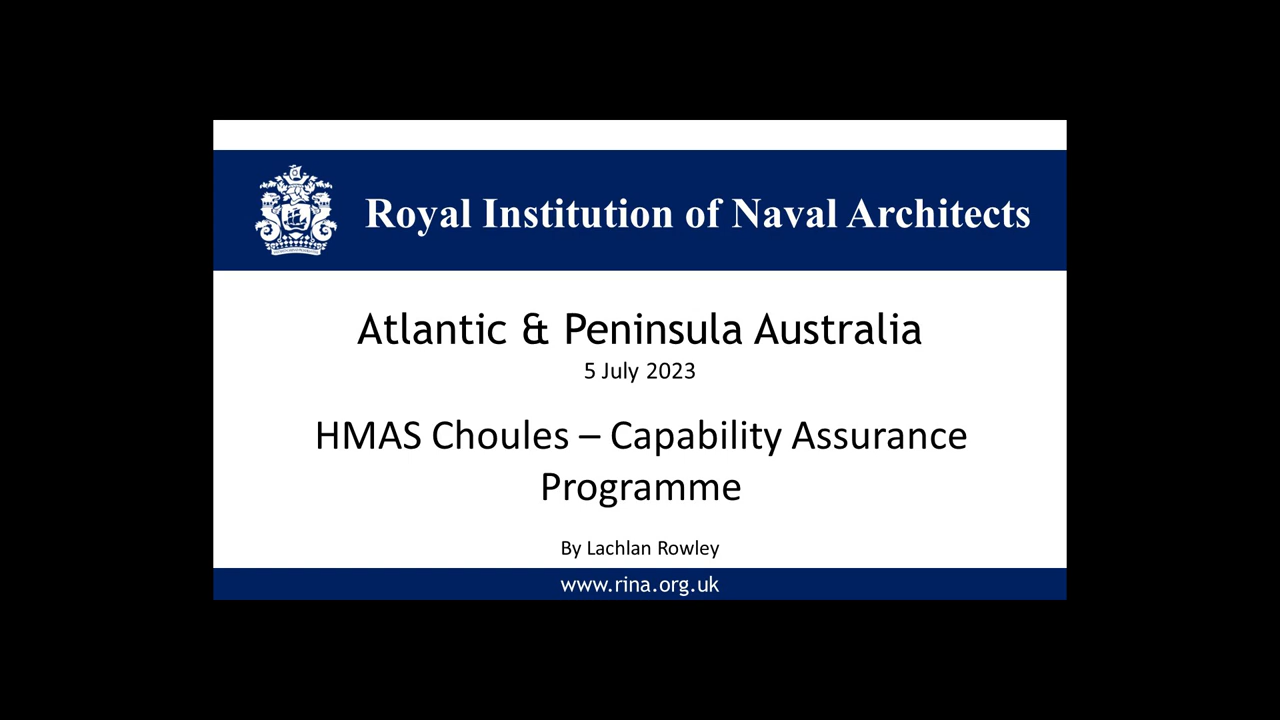 Royal Institution of Naval Architects
Atlantic & Peninsula Australia
5 July 2023
HMAS Choules – Capability Assurance
Programme
By Lachlan Rowley
www.rina.org.uk